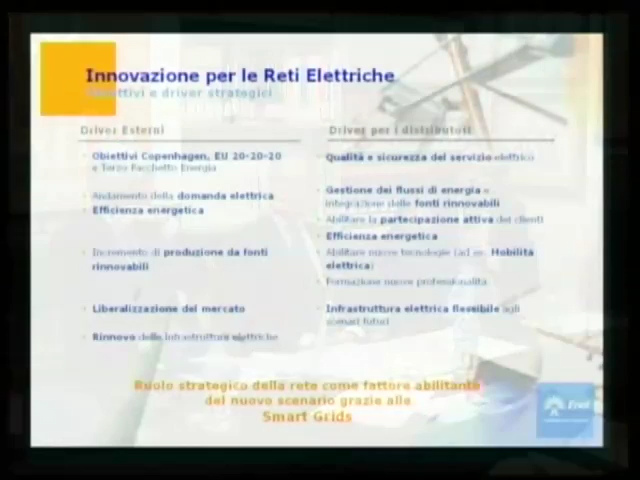 Innovazione per le Reti Elettriche
Obiettivi e driver strategici
Driver Esterni
Obiettivi Copenhagen, EU 20-20-20
e Terzo Pacchetto Energia
Andamento della domanda elettrica
Efficienza energetica
Incremento di produzione da fonti
rinnovabili
Liberalizzazione del mercato
Rinnovo delle infrastrutture elettriche
Driver per i distributori
Qualità e sicurezza del servizio elettrico
Gestione dei flussi di energia e
integrazione delle fonti rinnovabili
Abilitare la partecipazione attiva dei clienti
Efficienza energetica
Abilitare nuove tecnologie (ad es. Mobilità
elettrica)
Formazione nuove professionalità
Infrastruttura elettrica flessibile agli
scenari futuri
Ruolo strategico della rete come fattore abilitante
del nuovo scenario grazie alle
Smart Grids
Enel